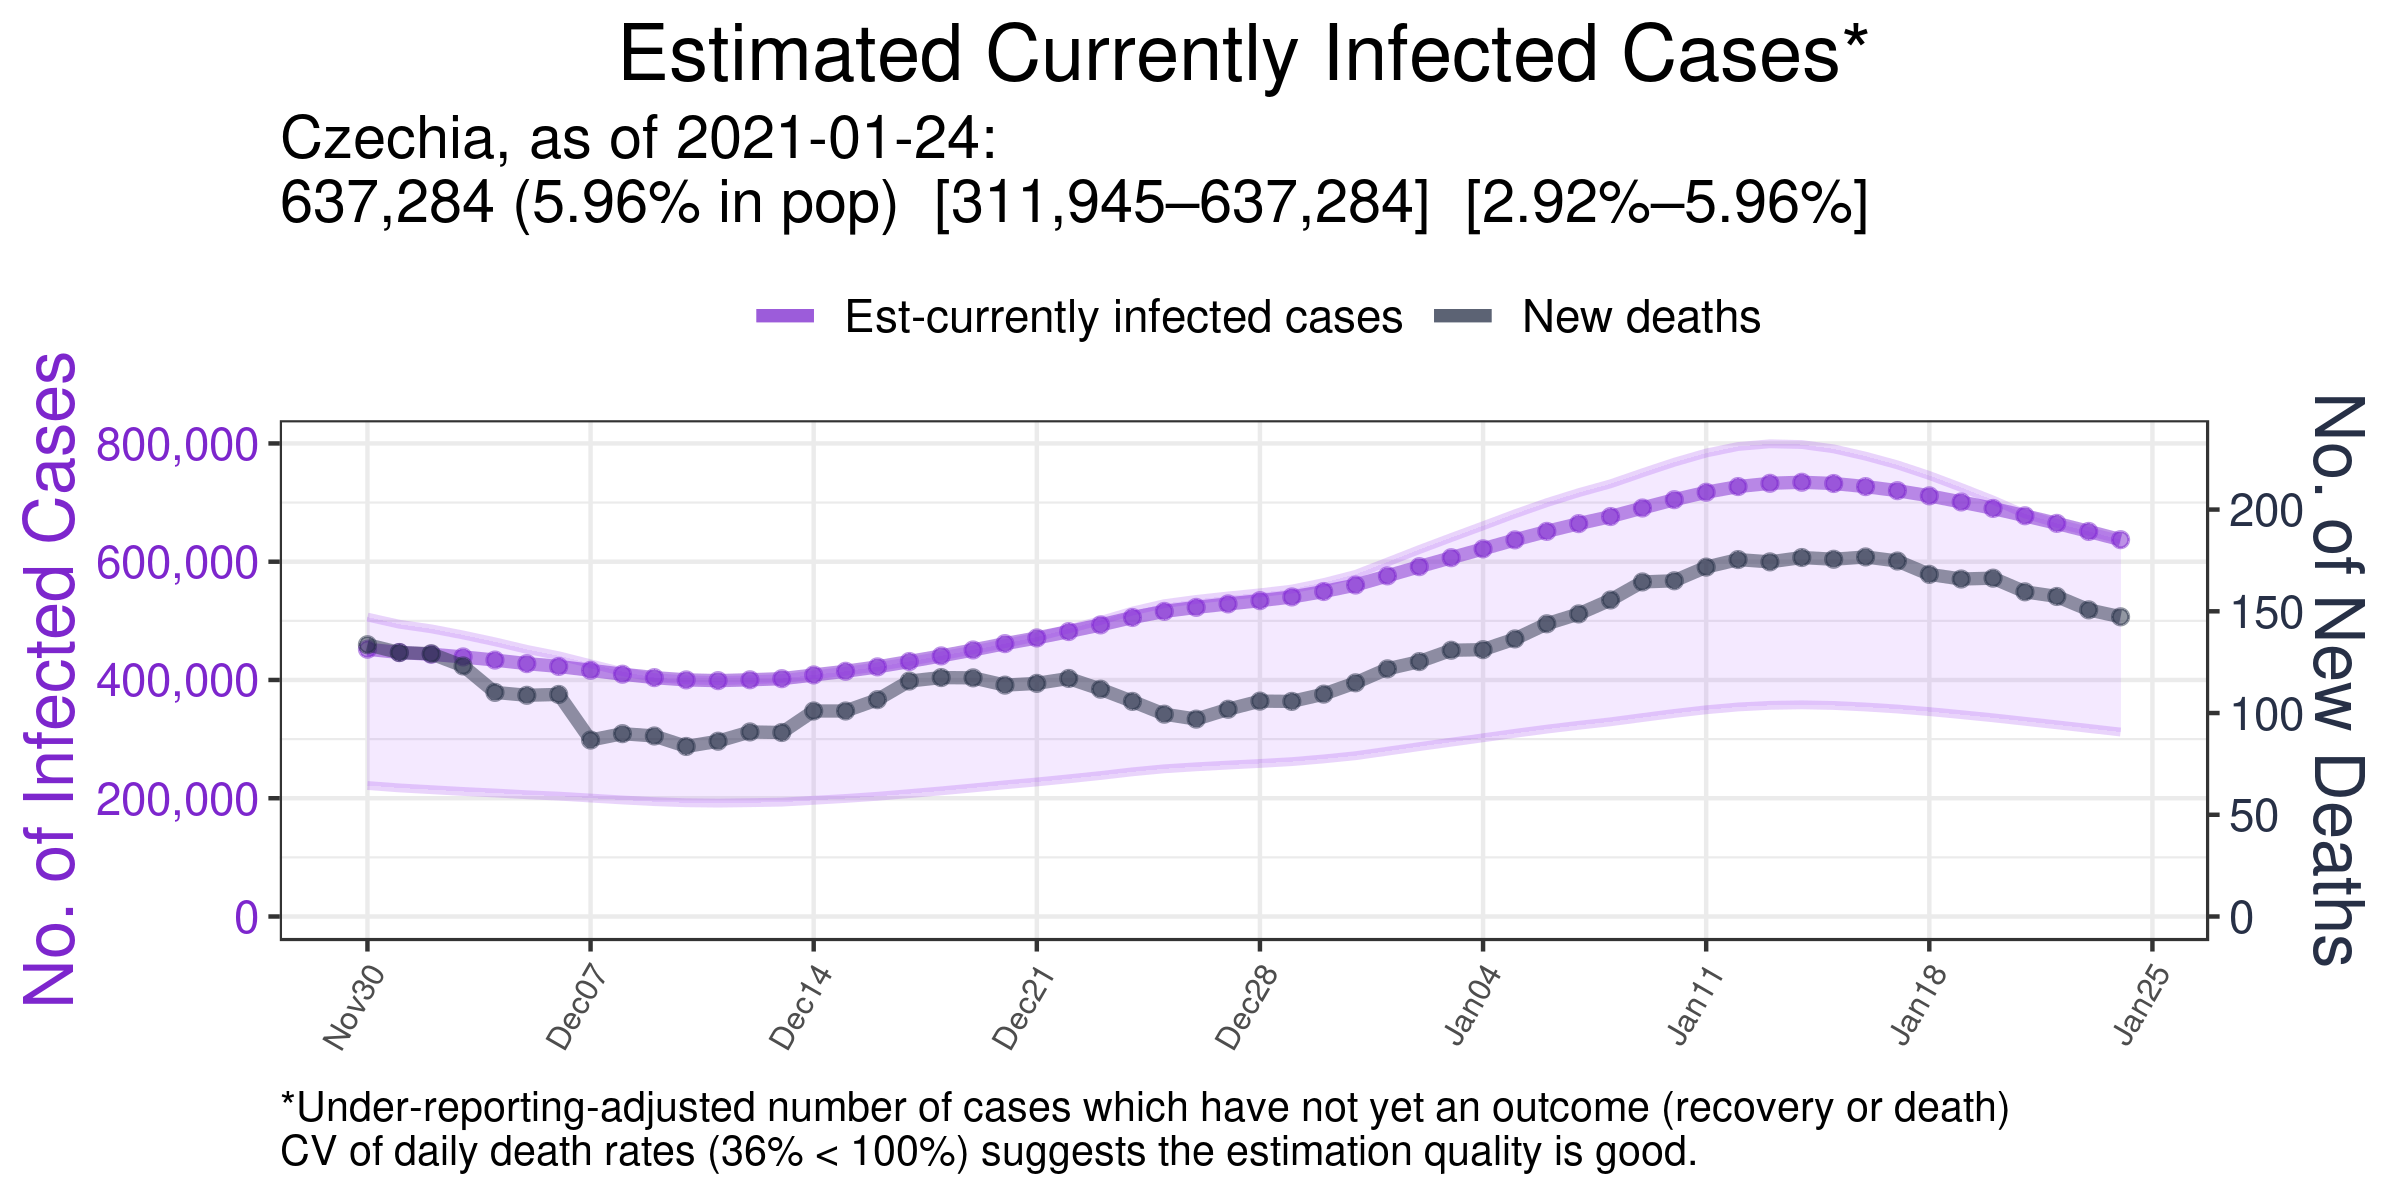 Estimated Currently Infected Cases*
Czechia, as of 2021-01-24:
637,284 (5.96% in pop)  [311,945–637,284]  [2.92%–5.96%]
Est-currently infected cases
New deaths
No. of Infected Cases
800,000
600,000
400,000
200,000
0
No. of New Deaths
200
150
100
50
0
Nov30
Dec07
Dec14
Dec21
Dec28
Jan04
Jan11
Jan18
Jan25
*Under-reporting-adjusted number of cases which have not yet an outcome (recovery or death)
CV of daily death rates (36% < 100%) suggests the estimation quality is good.